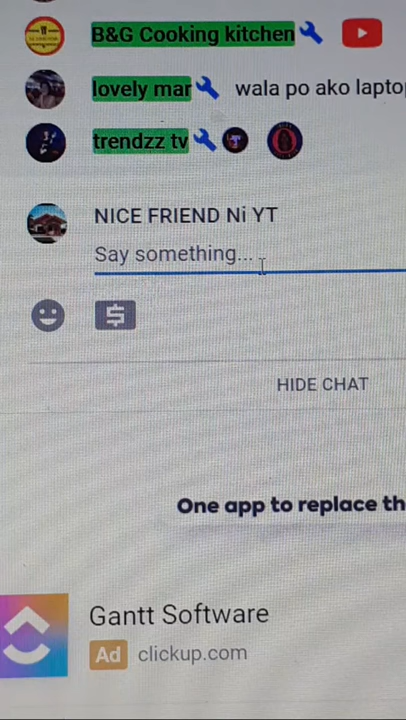 B&G Cooking kitchen
lovely mar wala po ako lapto
trendzz tv
NICE FRIEND Ni YT
Say something...
HIDE CHAT
One app to replace th
Gantt Software
Ad clickup.com